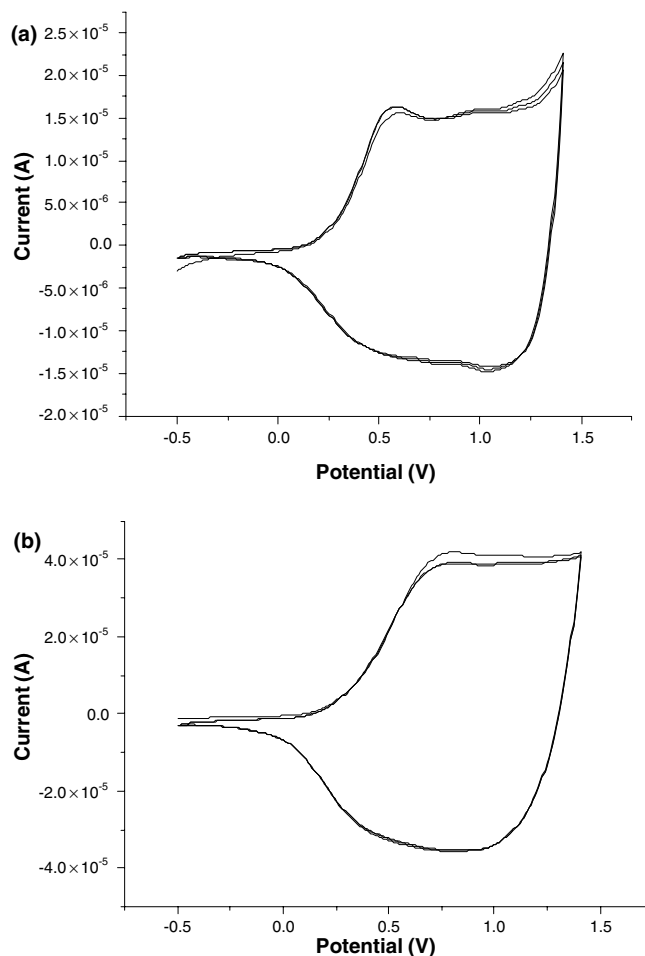 (a)
2.5×10⁻⁵
2.0×10⁻⁵
1.5×10⁻⁵
1.0×10⁻⁵
5.0×10⁻⁶
0.0
-5.0×10⁻⁶
-1.0×10⁻⁵
-1.5×10⁻⁵
-2.0×10⁻⁵
Current (A)
-0.5 0.0 0.5 1.0 1.5
Potential (V)
(b)
4.0×10⁻⁵
2.0×10⁻⁵
0.0
-2.0×10⁻⁵
-4.0×10⁻⁵
Current (A)
-0.5 0.0 0.5 1.0 1.5
Potential (V)